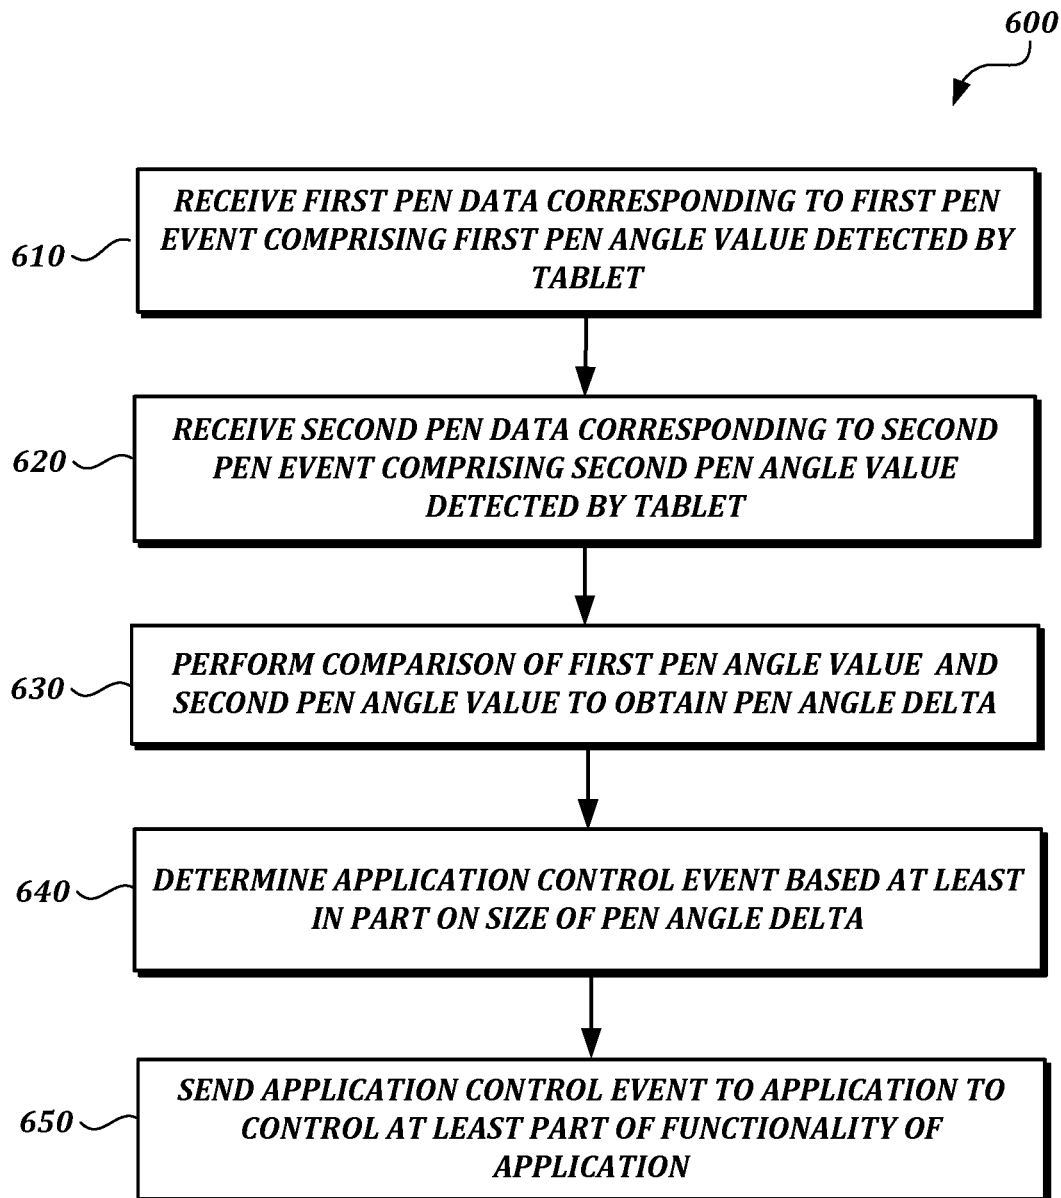 600
RECEIVE FIRST PEN DATA CORRESPONDING TO FIRST PEN
EVENT COMPRISING FIRST PEN ANGLE VALUE DETECTED BY
TABLET
610
RECEIVE SECOND PEN DATA CORRESPONDING TO SECOND
PEN EVENT COMPRISING SECOND PEN ANGLE VALUE
DETECTED BY TABLET
620
PERFORM COMPARISON OF FIRST PEN ANGLE VALUE AND
SECOND PEN ANGLE VALUE TO OBTAIN PEN ANGLE DELTA
630
DETERMINE APPLICATION CONTROL EVENT BASED AT LEAST
IN PART ON SIZE OF PEN ANGLE DELTA
640
SEND APPLICATION CONTROL EVENT TO APPLICATION TO
CONTROL AT LEAST PART OF FUNCTIONALITY OF
APPLICATION
650